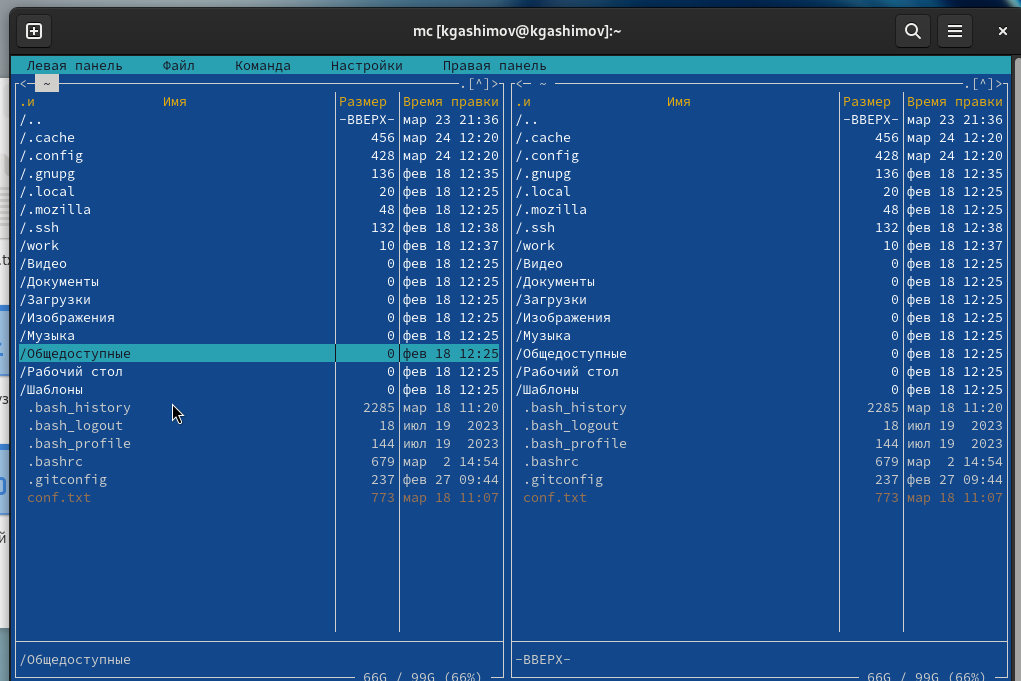 mc [kgashimov@kgashimov]:~
Левая панель Файл Команда Настройки Правая панель
<— ~ .[^]> <— ~ .[^]>
.и Имя Размер Время правки .и Имя Размер Время правки
/.. -ВВЕРХ- мар 23 21:36 /.. -ВВЕРХ- мар 23 21:36
/.cache 456 мар 24 12:20 /.cache 456 мар 24 12:20
/.config 428 мар 24 12:20 /.config 428 мар 24 12:20
/.gnupg 136 фев 18 12:35 /.gnupg 136 фев 18 12:35
/.local 20 фев 18 12:25 /.local 20 фев 18 12:25
/.mozilla 48 фев 18 12:25 /.mozilla 48 фев 18 12:25
/.ssh 132 фев 18 12:38 /.ssh 132 фев 18 12:38
/work 10 фев 18 12:37 /work 10 фев 18 12:37
/Видео 0 фев 18 12:25 /Видео 0 фев 18 12:25
/Документы 0 фев 18 12:25 /Документы 0 фев 18 12:25
/Загрузки 0 фев 18 12:25 /Загрузки 0 фев 18 12:25
/Изображения 0 фев 18 12:25 /Изображения 0 фев 18 12:25
/Музыка 0 фев 18 12:25 /Музыка 0 фев 18 12:25
/Общедоступные 0 фев 18 12:25 /Общедоступные 0 фев 18 12:25
/Рабочий стол 0 фев 18 12:25 /Рабочий стол 0 фев 18 12:25
/Шаблоны 0 фев 18 12:25 /Шаблоны 0 фев 18 12:25
.bash_history 2285 мар 18 11:20 .bash_history 2285 мар 18 11:20
.bash_logout 18 июл 19 2023 .bash_logout 18 июл 19 2023
.bash_profile 144 июл 19 2023 .bash_profile 144 июл 19 2023
.bashrc 679 мар 2 14:54 .bashrc 679 мар 2 14:54
.gitconfig 237 фев 27 09:44 .gitconfig 237 фев 27 09:44
conf.txt 773 мар 18 11:07 conf.txt 773 мар 18 11:07
/Общедоступные -ВВЕРХ-
66G / 99G (66%) 66G / 99G (66%)